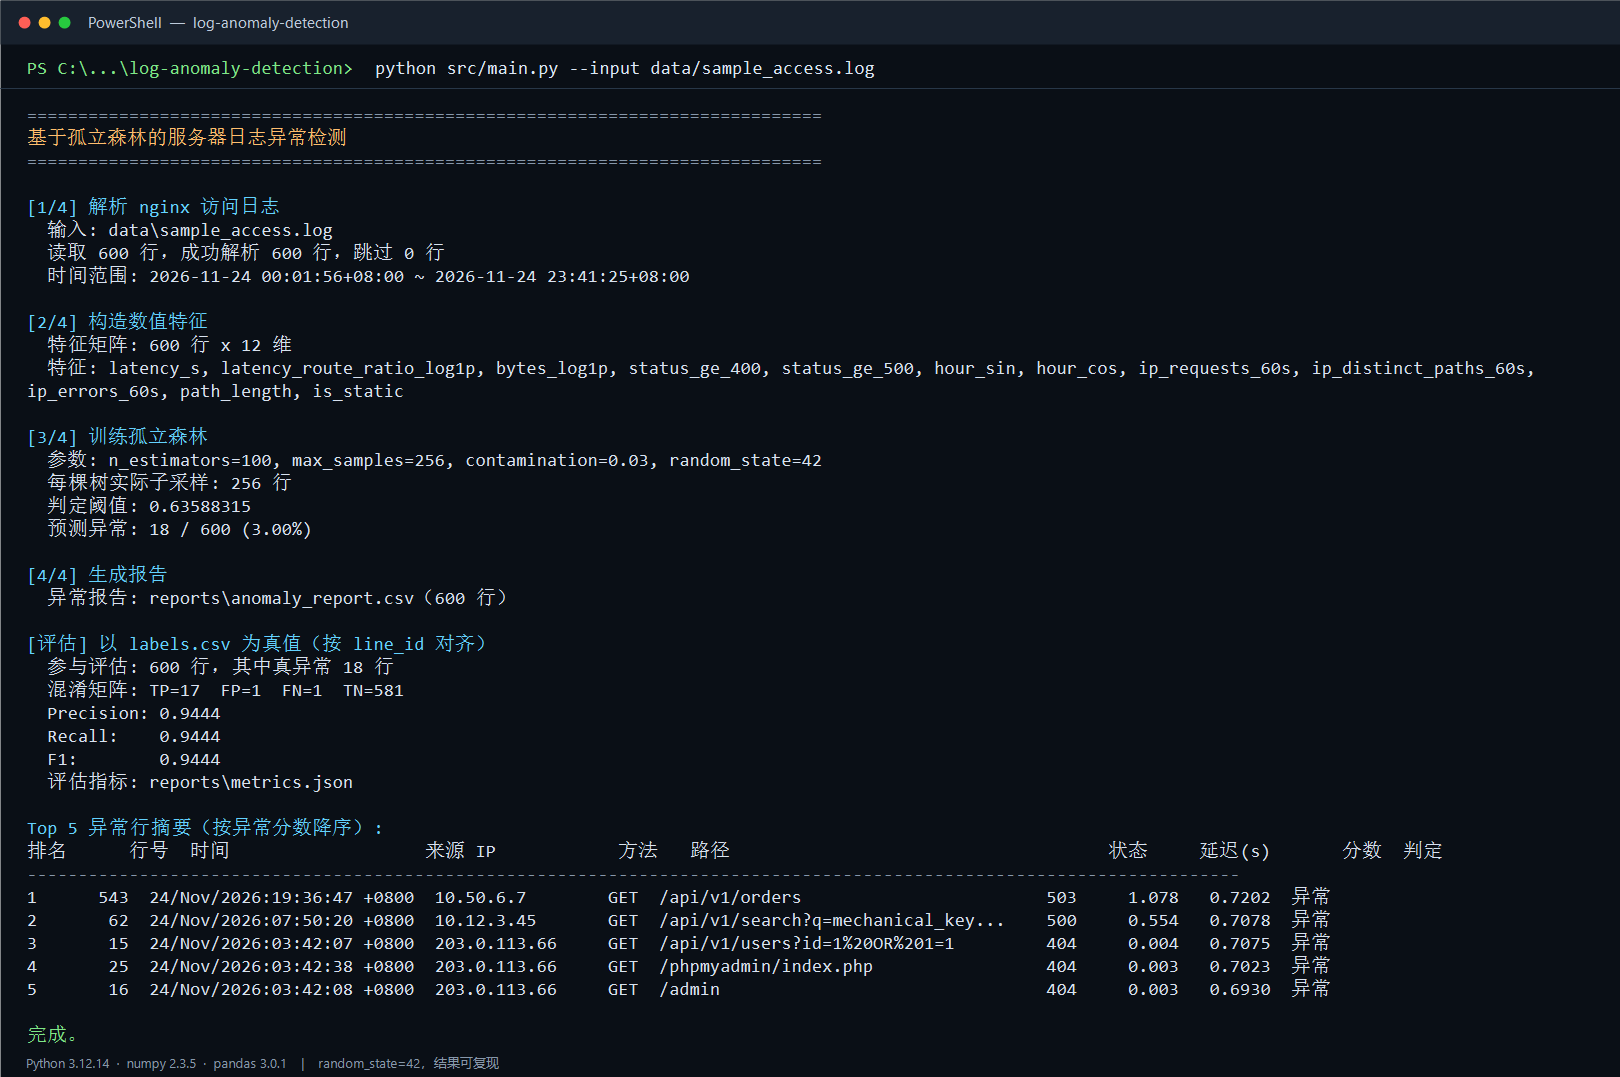 PowerShell — log-anomaly-detection
PS C:\...\log-anomaly-detection> python src/main.py --input data/sample_access.log
==============================================================================
基于孤立森林的服务器日志异常检测
==============================================================================
[1/4] 解析 nginx 访问日志
输入: data\sample_access.log
读取 600 行，成功解析 600 行，跳过 0 行
时间范围: 2026-11-24 00:01:56+08:00 ~ 2026-11-24 23:41:25+08:00
[2/4] 构造数值特征
特征矩阵: 600 行 x 12 维
特征: latency_s, latency_route_ratio_log1p, bytes_log1p, status_ge_400, status_ge_500, hour_sin, hour_cos, ip_requests_60s, ip_distinct_paths_60s,
ip_errors_60s, path_length, is_static
[3/4] 训练孤立森林
参数: n_estimators=100, max_samples=256, contamination=0.03, random_state=42
每棵树实际子采样: 256 行
判定阈值: 0.63588315
预测异常: 18 / 600 (3.00%)
[4/4] 生成报告
异常报告: reports\anomaly_report.csv（600 行）
[评估] 以 labels.csv 为真值（按 line_id 对齐）
参与评估: 600 行，其中真异常 18 行
混淆矩阵: TP=17 FP=1 FN=1 TN=581
Precision: 0.9444
Recall: 0.9444
F1: 0.9444
评估指标: reports\metrics.json
Top 5 异常行摘要（按异常分数降序）:
排名 行号 时间 来源 IP 方法 路径 状态 延迟(s) 分数 判定
-----------------------------------------------------------------------------------------------------------------------
1 543 24/Nov/2026:19:36:47 +0800 10.50.6.7 GET /api/v1/orders 503 1.078 0.7202 异常
2 62 24/Nov/2026:07:50:20 +0800 10.12.3.45 GET /api/v1/search?q=mechanical_key... 500 0.554 0.7078 异常
3 15 24/Nov/2026:03:42:07 +0800 203.0.113.66 GET /api/v1/users?id=1%20OR%201=1 404 0.004 0.7075 异常
4 25 24/Nov/2026:03:42:38 +0800 203.0.113.66 GET /phpmyadmin/index.php 404 0.003 0.7023 异常
5 16 24/Nov/2026:03:42:08 +0800 203.0.113.66 GET /admin 404 0.003 0.6930 异常
完成。
Python 3.12.14 · numpy 2.3.5 · pandas 3.0.1 | random_state=42，结果可复现